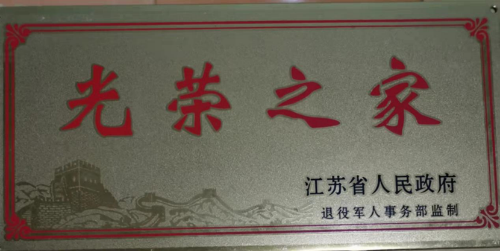 光荣之家
江苏省人民政府
退役军人事务部监制